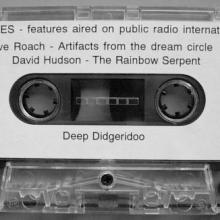 ES - features aired on public radio internat
ve Roach - Artifacts from the dream circle
David Hudson - The Rainbow Serpent
Deep Didgeridoo